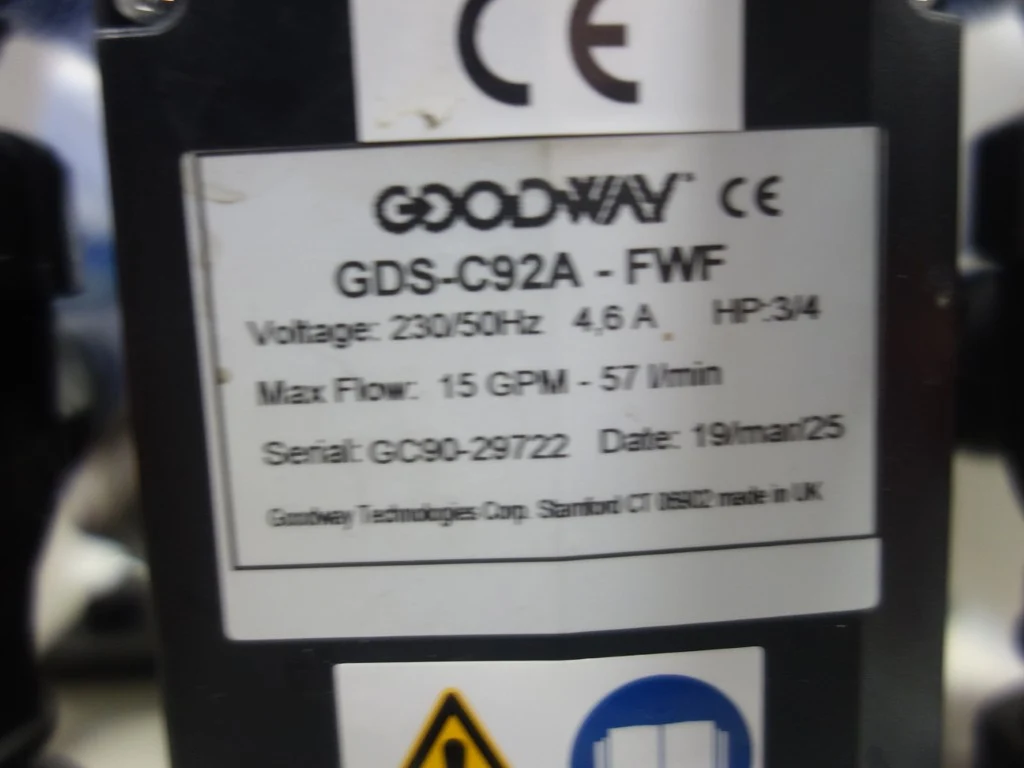 CE
GOODWAY™ CE
GDS-C92A - FWF
Voltage: 230/50Hz 4,6 A HP:3/4
Max Flow: 15 GPM - 57 l/min
Serial: GC90-29722 Date: 19/mar/25
Goodway Technologies Corp. Stamford CT 06902 made in UK